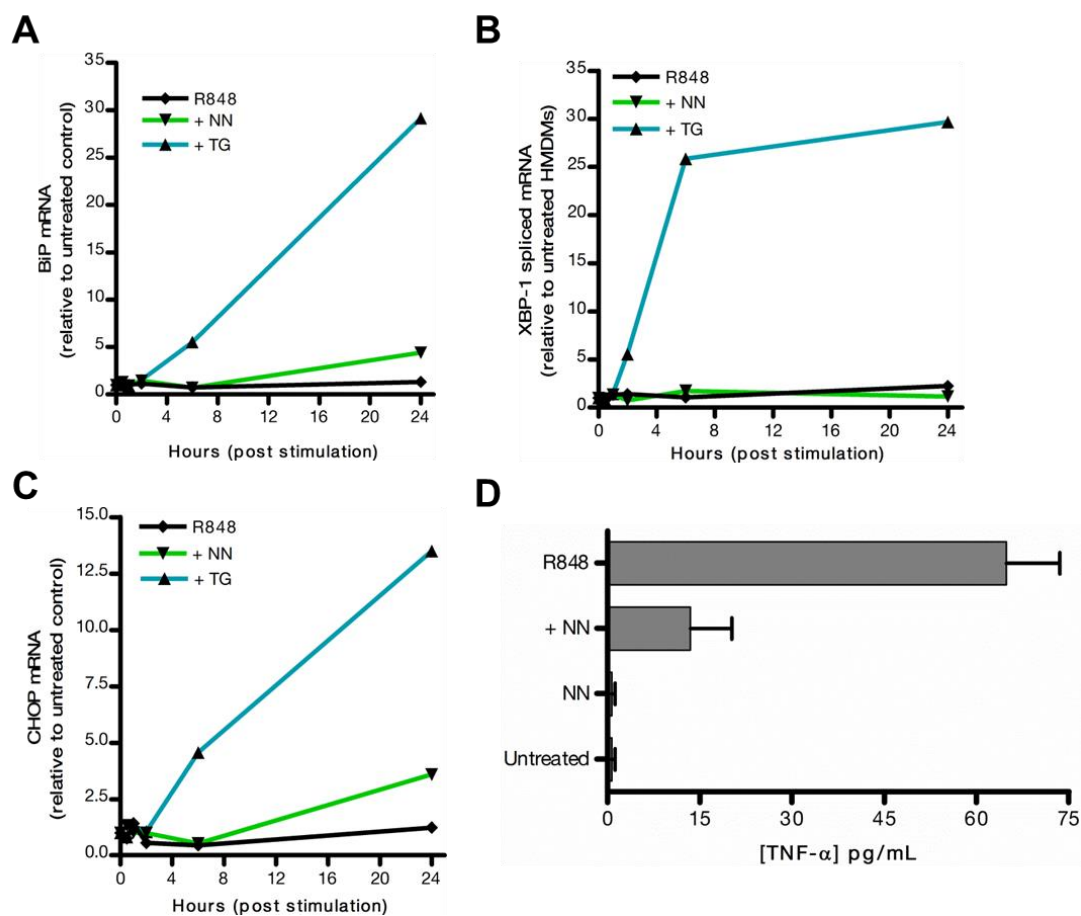 A
BiP mRNA
(relative to untreated control)
35
30
25
20
15
10
5
0
R848
+ NN
+ TG
0 4 8 12 16 20 24
Hours (post stimulation)
B
XBP-1 spliced mRNA
(relative to untreated HMDMs)
35
30
25
20
15
10
5
0
R848
+ NN
+ TG
0 4 8 12 16 20 24
Hours (post stimulation)
C
CHOP mRNA
(relative to untreated control)
15.0
12.5
10.0
7.5
5.0
2.5
0.0
R848
+ NN
+ TG
0 4 8 12 16 20 24
Hours (post stimulation)
D
R848
+ NN
NN
Untreated
0 15 30 45 60 75
[TNF-α] pg/mL